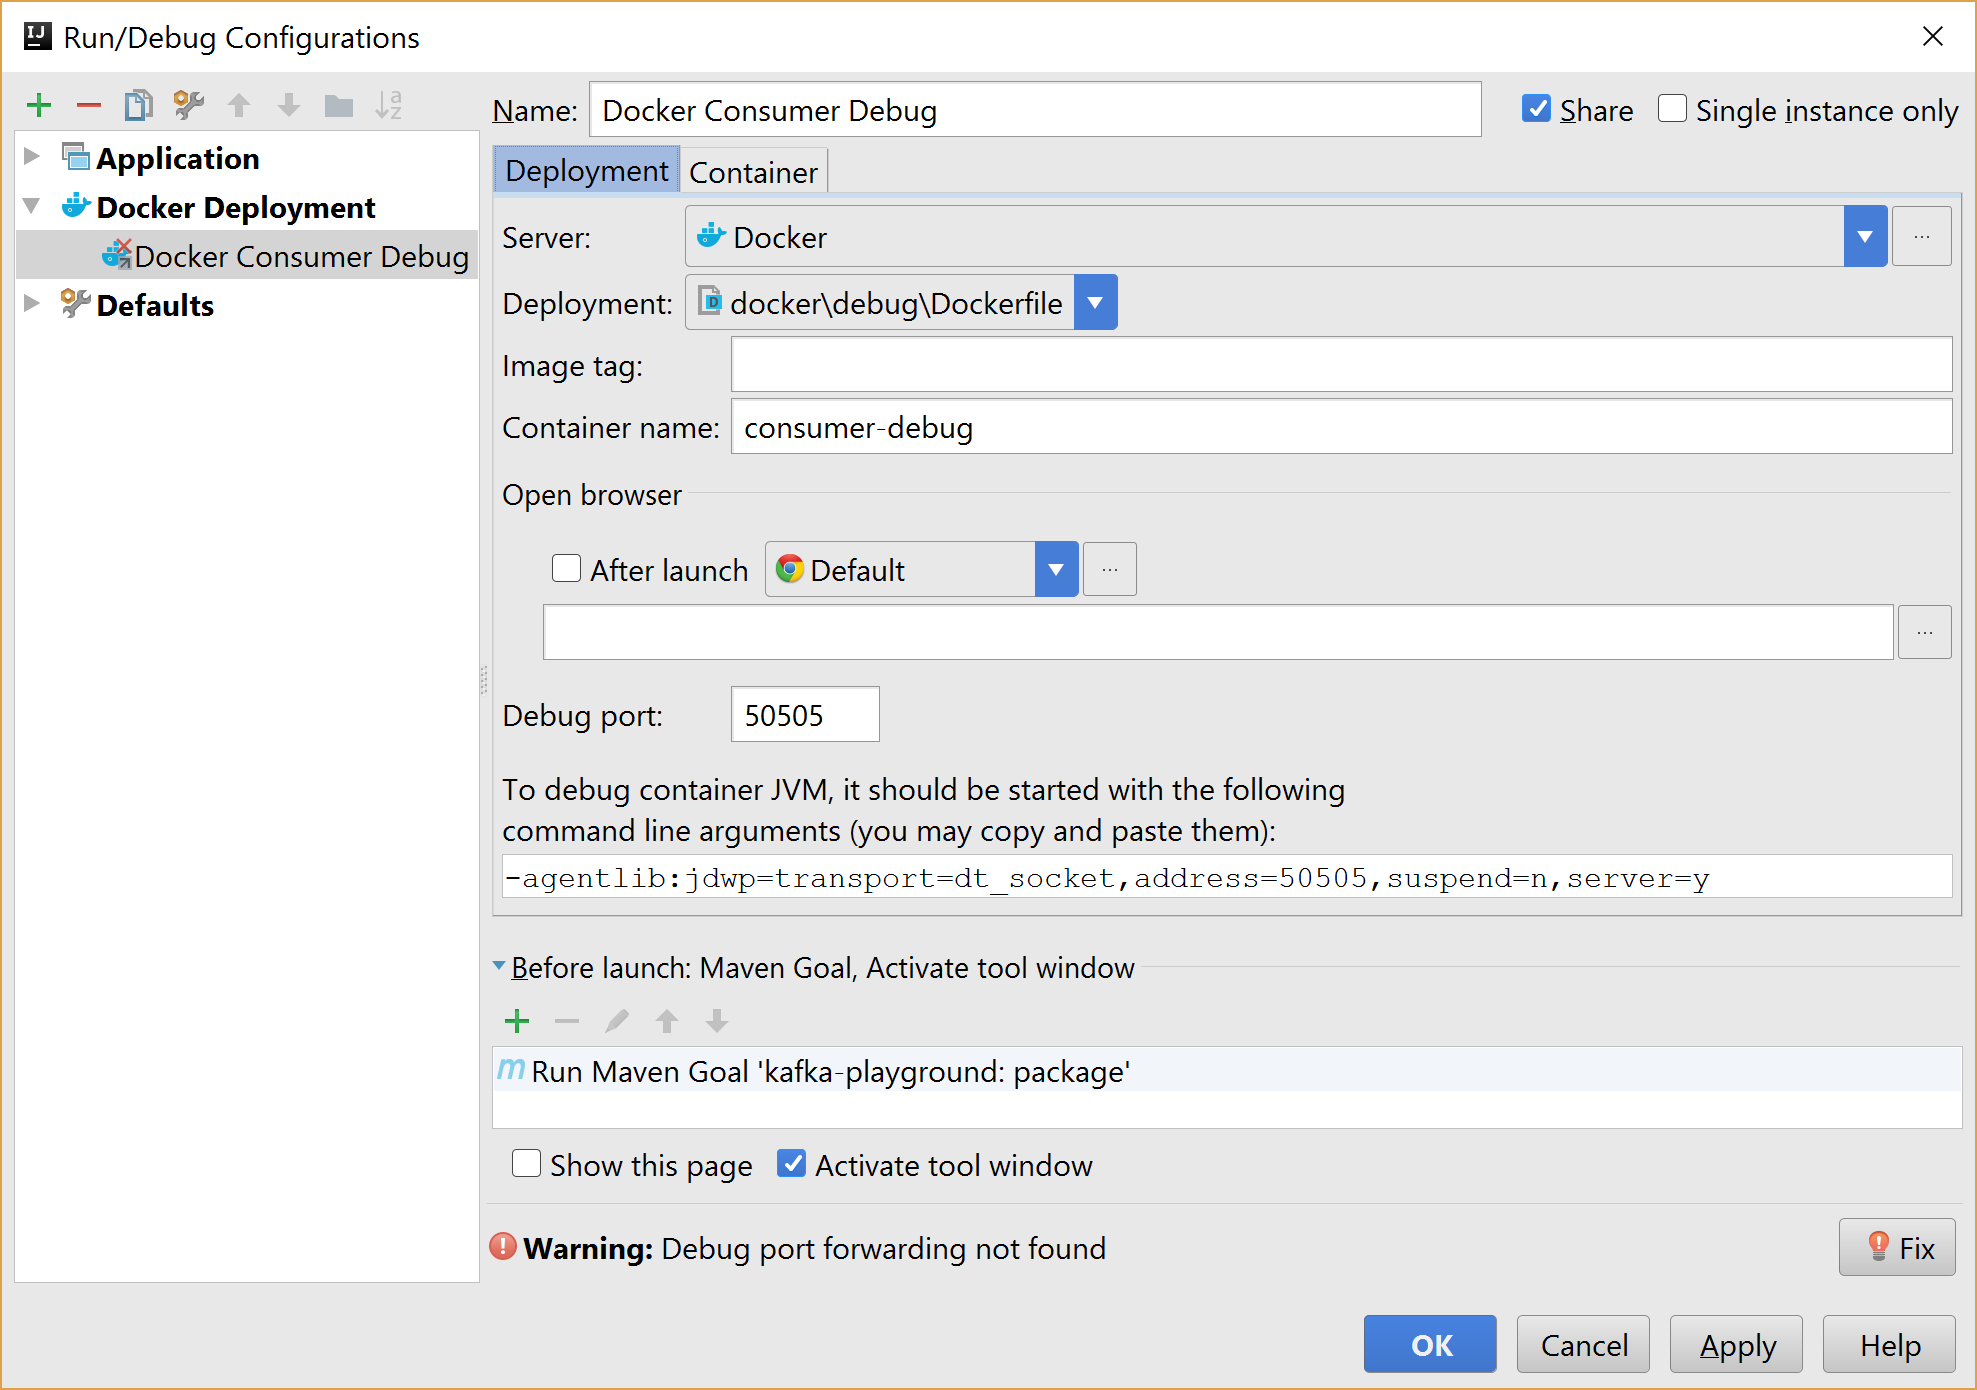 Run/Debug Configurations
Application
Docker Deployment
Docker Consumer Debug
Defaults
Name: Docker Consumer Debug Share Single instance only
Deployment Container
Server: Docker ...
Deployment: docker\debug\Dockerfile
Image tag:
Container name: consumer-debug
Open browser
After launch Default ...
...
Debug port: 50505
To debug container JVM, it should be started with the following
command line arguments (you may copy and paste them):
-agentlib:jdwp=transport=dt_socket,address=50505,suspend=n,server=y
Before launch: Maven Goal, Activate tool window
Run Maven Goal 'kafka-playground: package'
Show this page Activate tool window
Warning: Debug port forwarding not found Fix
OK Cancel Apply Help